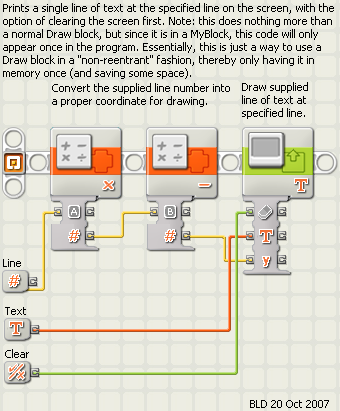 Prints a single line of text at the specified line on the screen, with the
option of clearing the screen first. Note: this does nothing more than
a normal Draw block, but since it is in a MyBlock, this code will only
appear once in the program. Essentially, this is just a way to use a
Draw block in a "non-reentrant" fashion, thereby only having it in
memory once (and saving some space).
Convert the supplied line number into
a proper coordinate for drawing.
Draw supplied
line of text at
specified line.
T
A
B
#
#
T
y
Line
#
Text
T
Clear
BLD 20 Oct 2007